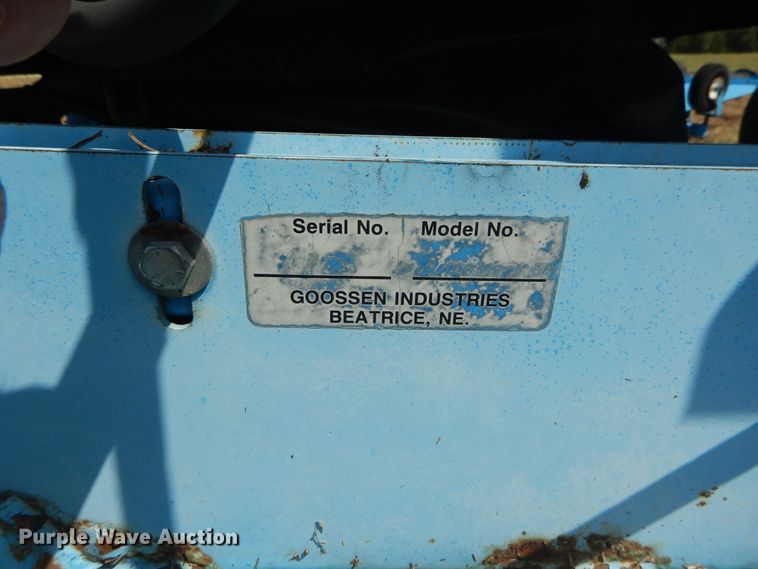 Serial No. Model No.
GOOSSEN INDUSTRIES
BEATRICE, NE.
Purple Wave Auction